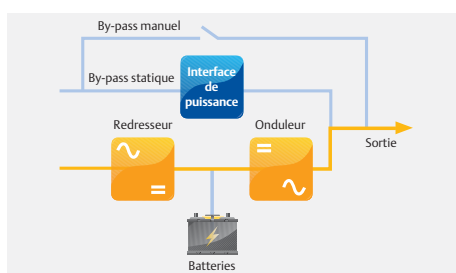 By-pass manuel
By-pass statique
Interface
de
puissance
Redresseur
Onduleur
Sortie
Batteries